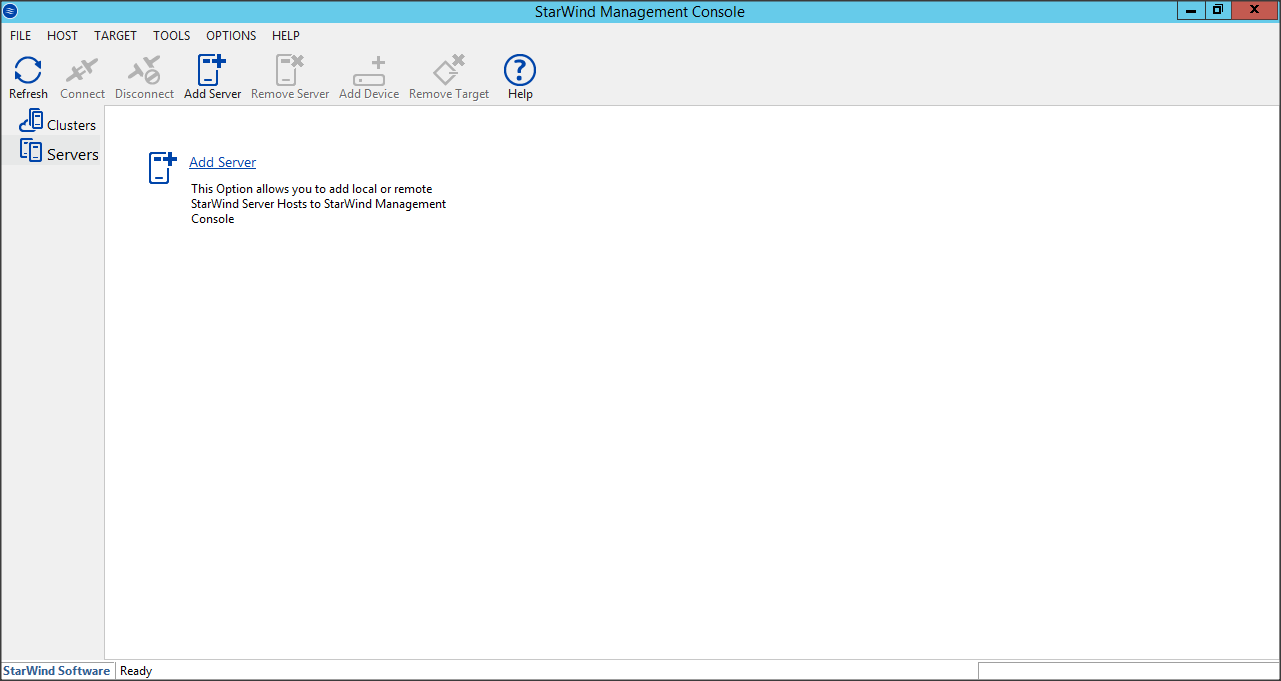 StarWind Management Console
FILE HOST TARGET TOOLS OPTIONS HELP
Refresh Connect Disconnect Add Server Remove Server Add Device Remove Target Help
Clusters
Servers
Add Server
This Option allows you to add local or remote
StarWind Server Hosts to StarWind Management
Console
StarWind Software Ready